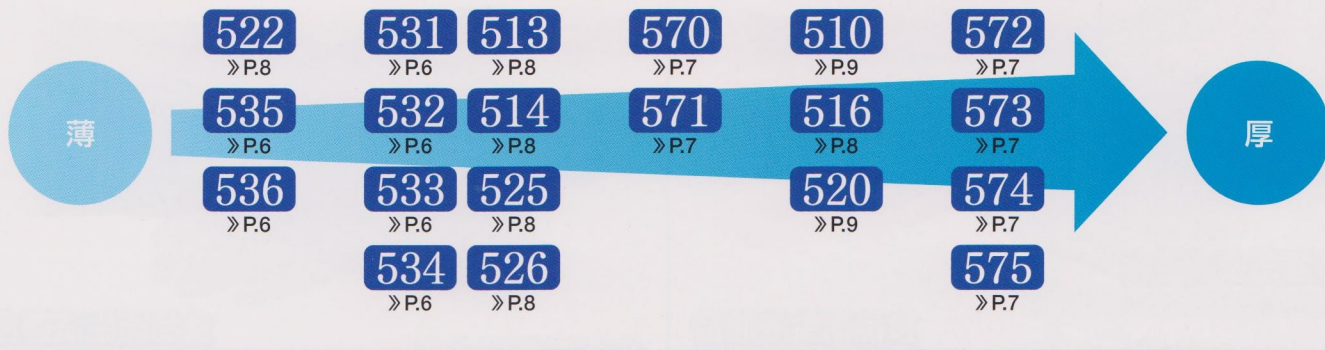 522 531 513 570 510 572
》P.8 》P.6 》P.8 》P.7 》P.9 》P.7
薄 535 532 514 571 516 573 厚
》P.6 》P.6 》P.8 》P.7 》P.8 》P.7
536 533 525 520 574
》P.6 》P.6 》P.8 》P.9 》P.7
534 526 575
》P.6 》P.8 》P.7